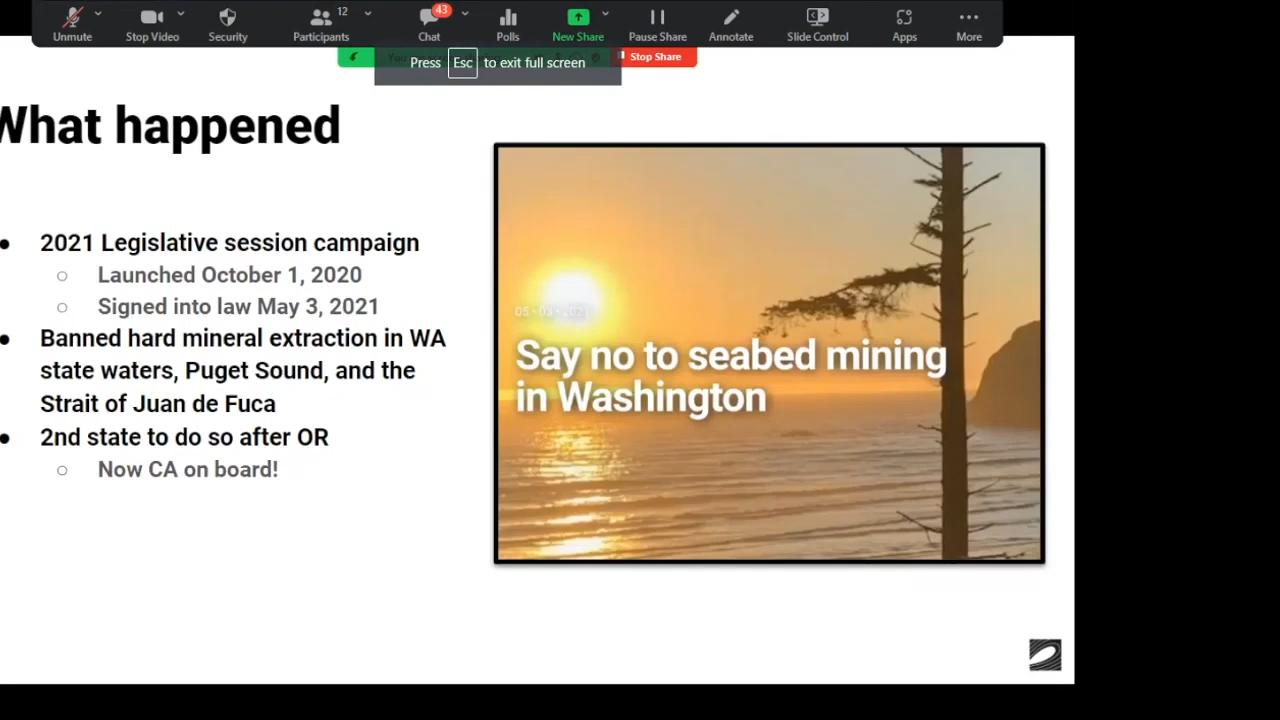 12
43
Unmute
Stop Video
Security
Participants
Chat
Polls
New Share
Pause Share
Annotate
Slide Control
Apps
More
Stop Share
Press Esc to exit full screen
What happened
2021 Legislative session campaign
Launched October 1, 2020
Signed into law May 3, 2021
Banned hard mineral extraction in WA
state waters, Puget Sound, and the
Strait of Juan de Fuca
2nd state to do so after OR
Now CA on board!
05 • 03 • 2021
Say no to seabed mining
in Washington